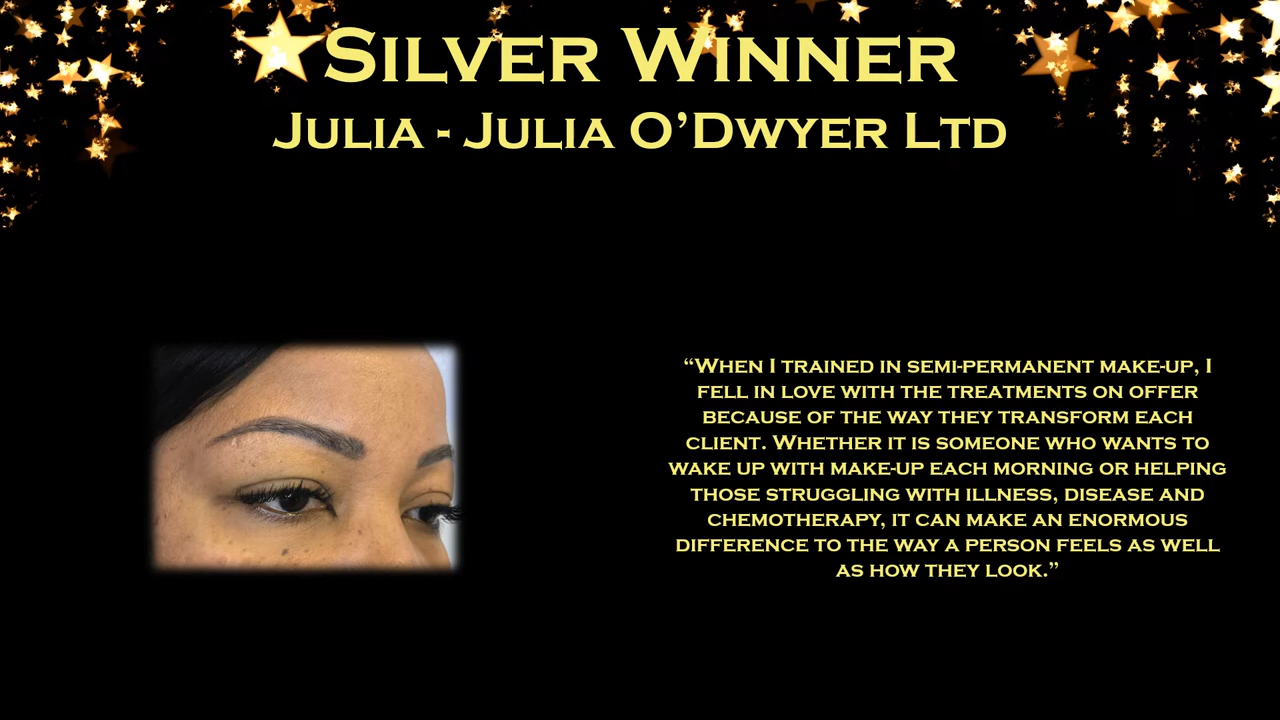 Silver Winner
Julia - Julia O’Dwyer Ltd
“When I trained in semi-permanent make-up, I
fell in love with the treatments on offer
because of the way they transform each
client. Whether it is someone who wants to
wake up with make-up each morning or helping
those struggling with illness, disease and
chemotherapy, it can make an enormous
difference to the way a person feels as well
as how they look.”